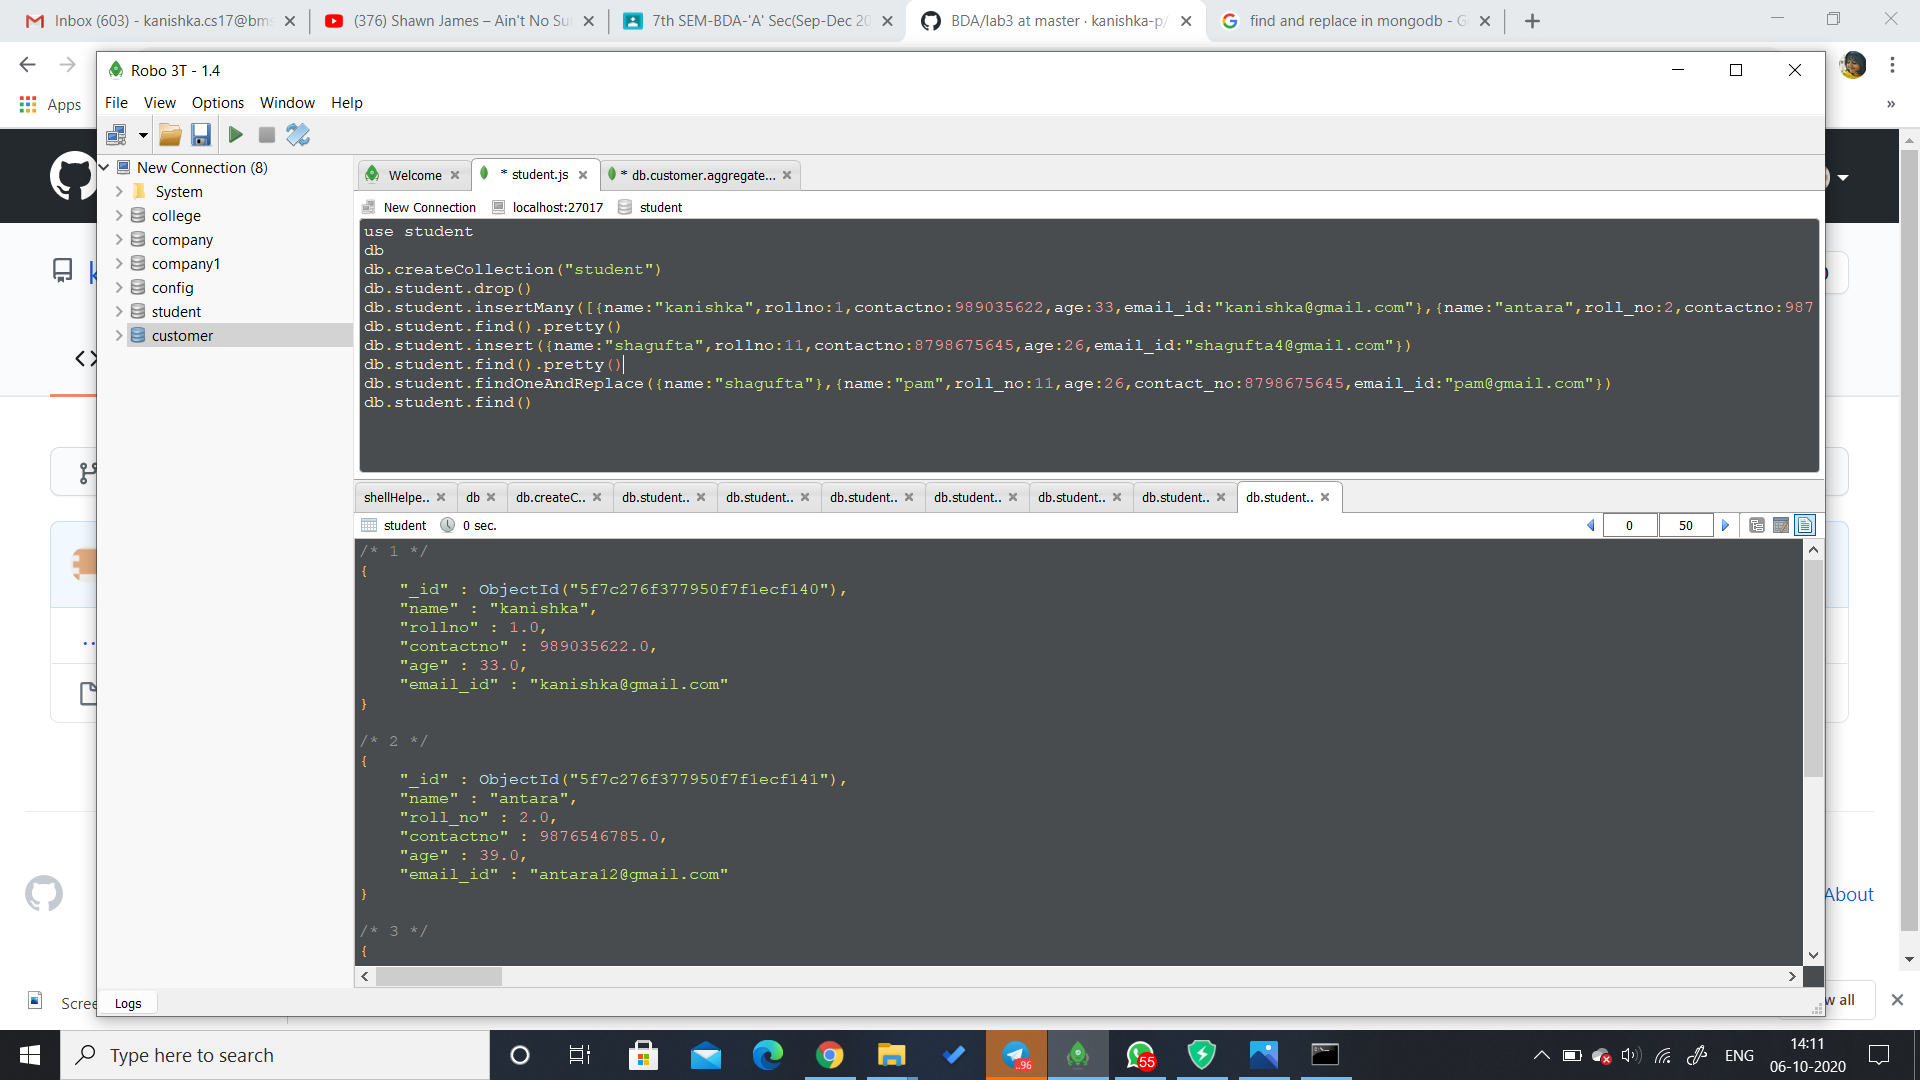 Inbox (603) - kanishka.cs17@bms
(376) Shawn James – Ain't No Su
7th SEM-BDA-'A' Sec(Sep-Dec 20
BDA/lab3 at master · kanishka-p/
find and replace in mongodb - G
Apps
»
Robo 3T - 1.4
File View Options Window Help
New Connection (8)
System
college
company
company1
config
student
customer
Welcome
* student.js
* db.customer.aggregate...
New Connection localhost:27017 student
use student
db
db.createCollection("student")
db.student.drop()
db.student.insertMany([{name:"kanishka",rollno:1,contactno:989035622,age:33,email_id:"kanishka@gmail.com"},{name:"antara",roll_no:2,contactno:987
db.student.find().pretty()
db.student.insert({name:"shagufta",rollno:11,contactno:8798675645,age:26,email_id:"shagufta4@gmail.com"})
db.student.find().pretty()
db.student.findOneAndReplace({name:"shagufta"},{name:"pam",roll_no:11,age:26,contact_no:8798675645,email_id:"pam@gmail.com"})
db.student.find()
shellHelpe.. db db.createC.. db.student.. db.student.. db.student.. db.student.. db.student.. db.student.. db.student..
student 0 sec.
0 50
/* 1 */
{
"_id" : ObjectId("5f7c276f377950f7f1ecf140"),
"name" : "kanishka",
"rollno" : 1.0,
"contactno" : 989035622.0,
"age" : 33.0,
"email_id" : "kanishka@gmail.com"
}
/* 2 */
{
"_id" : ObjectId("5f7c276f377950f7f1ecf141"),
"name" : "antara",
"roll_no" : 2.0,
"contactno" : 9876546785.0,
"age" : 39.0,
"email_id" : "antara12@gmail.com"
}
/* 3 */
{
Logs
About
Scree
w all
Type here to search
..96
55
ENG
14:11
06-10-2020